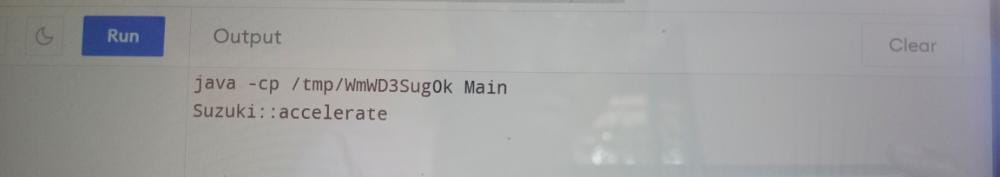 Run Output Clear
java -cp /tmp/WmWD3SugOk Main
Suzuki::accelerate